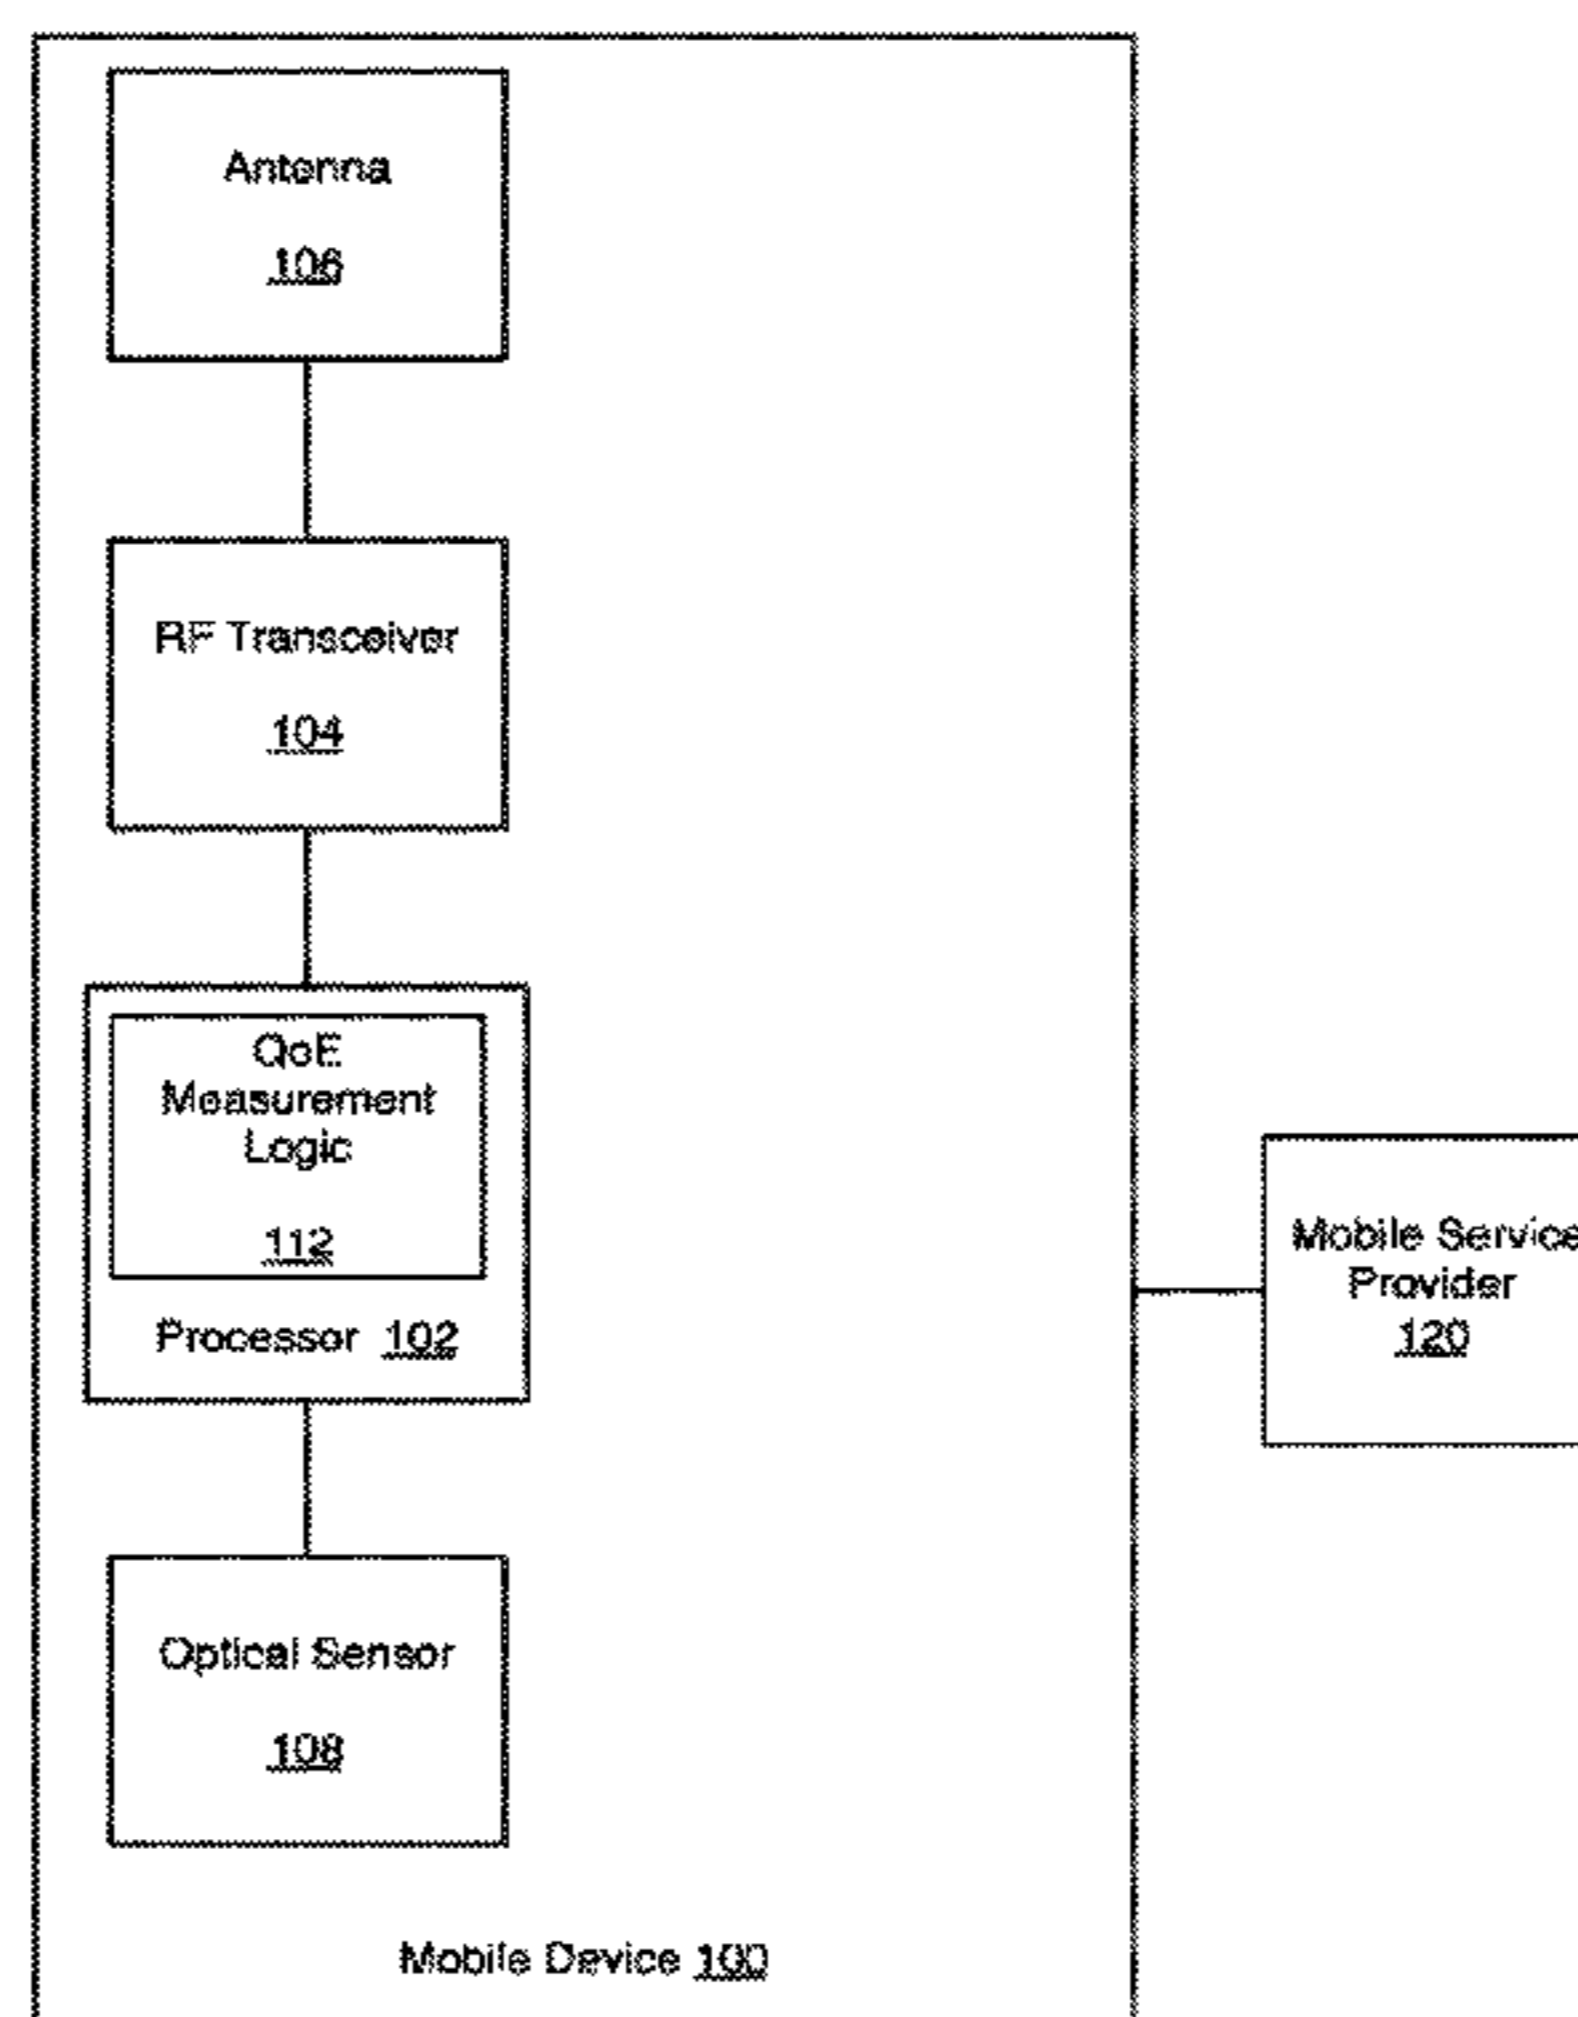 Antenna
106
RF Transceiver
104
QoE
Measurement
Logic
112
Processor 102
Optical Sensor
108
Mobile Device 100
Mobile Service
Provider
120